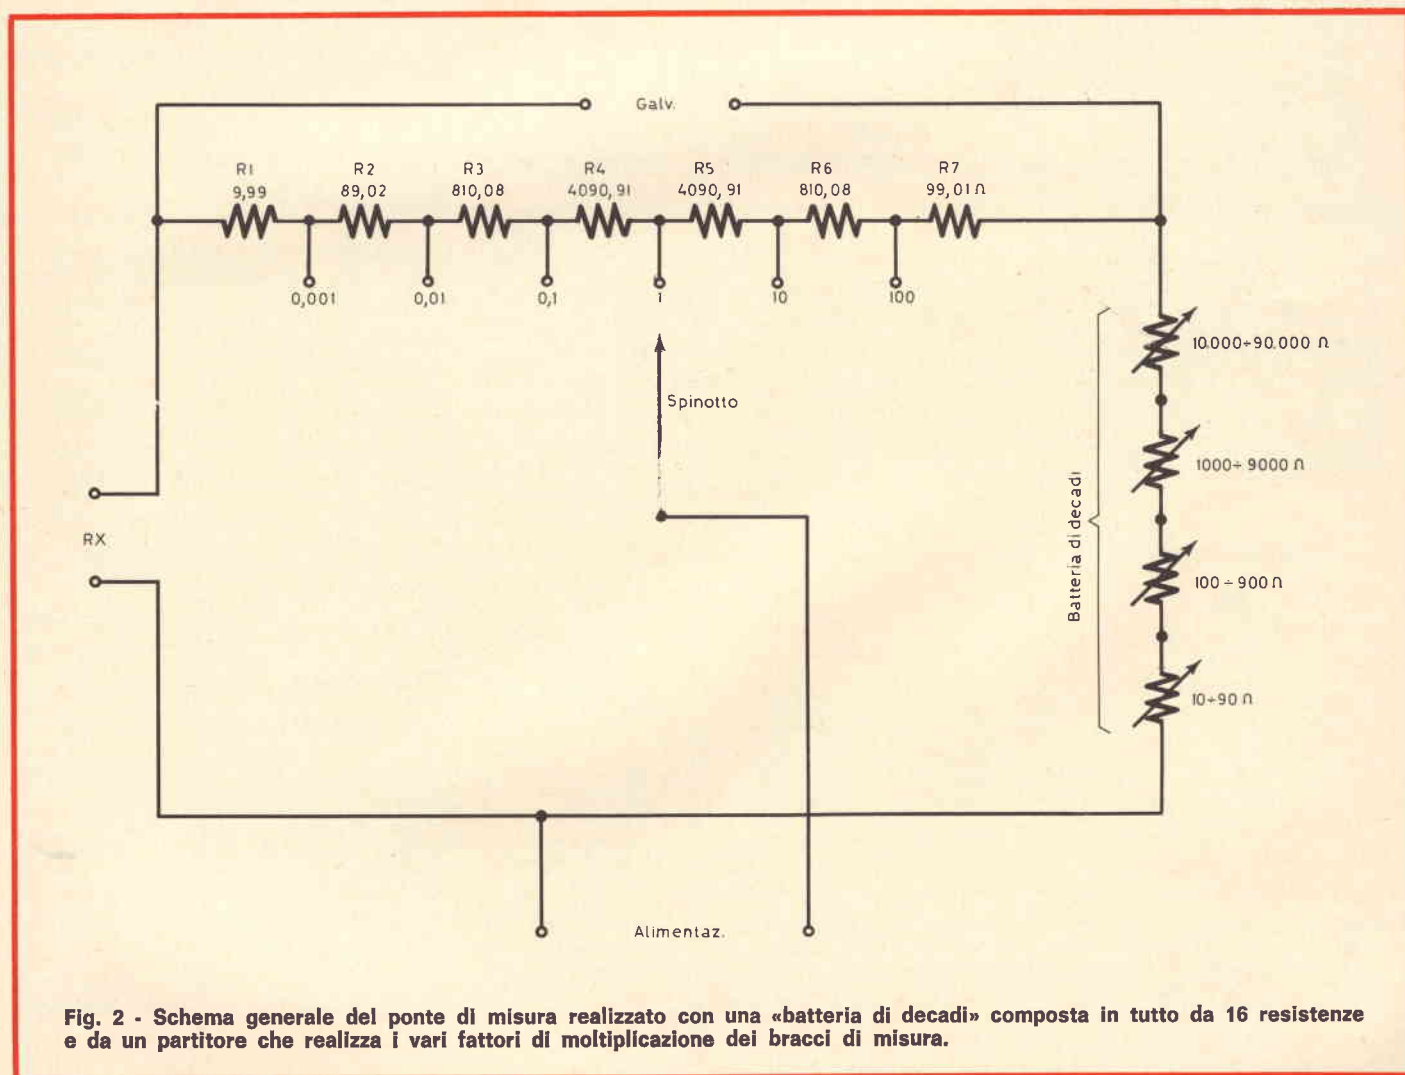 Galv.
R1
9,99
R2
89,02
R3
810,08
R4
4090,91
R5
4090,91
R6
810,08
R7
99,01 Ω
0,001
0,01
0,1
1
10
100
Spinotto
RX
Batteria di decadi
10.000÷90.000 Ω
1000÷9000 Ω
100÷900 Ω
10÷90 Ω
Alimentaz.
Fig. 2 - Schema generale del ponte di misura realizzato con una «batteria di decadi» composta in tutto da 16 resistenze
e da un partitore che realizza i vari fattori di moltiplicazione dei bracci di misura.